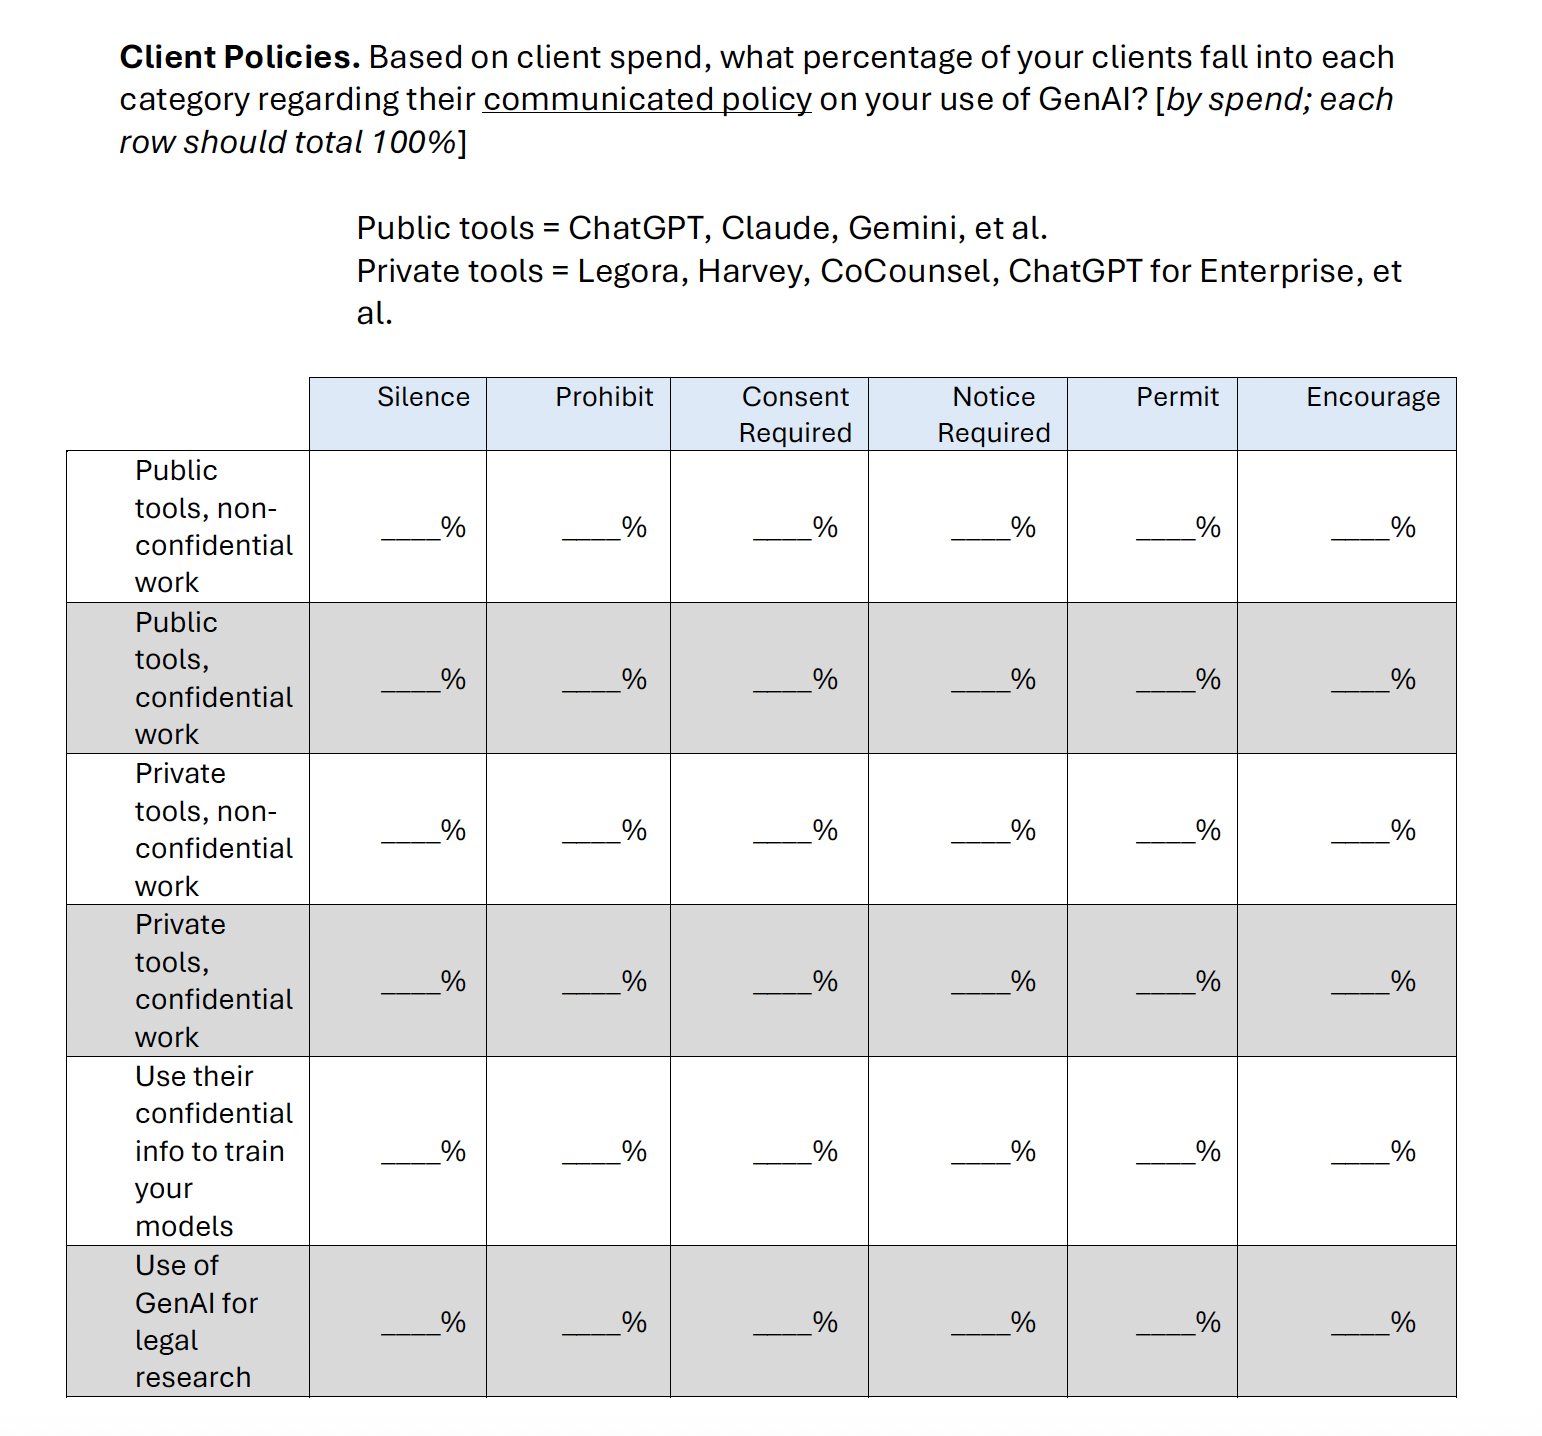 Client Policies. Based on client spend, what percentage of your clients fall into each
category regarding their communicated policy on your use of GenAI? [by spend; each
row should total 100%]
Public tools = ChatGPT, Claude, Gemini, et al.
Private tools = Legora, Harvey, CoCounsel, ChatGPT for Enterprise, et
al.
Silence Prohibit Consent Notice Permit Encourage
Required Required
Public
tools, non-
confidential
work
____% ____% ____% ____% ____% ____%
Public
tools,
confidential
work
____% ____% ____% ____% ____% ____%
Private
tools, non-
confidential
work
____% ____% ____% ____% ____% ____%
Private
tools,
confidential
work
____% ____% ____% ____% ____% ____%
Use their
confidential
info to train
your
models
____% ____% ____% ____% ____% ____%
Use of
GenAI for
legal
research
____% ____% ____% ____% ____% ____%